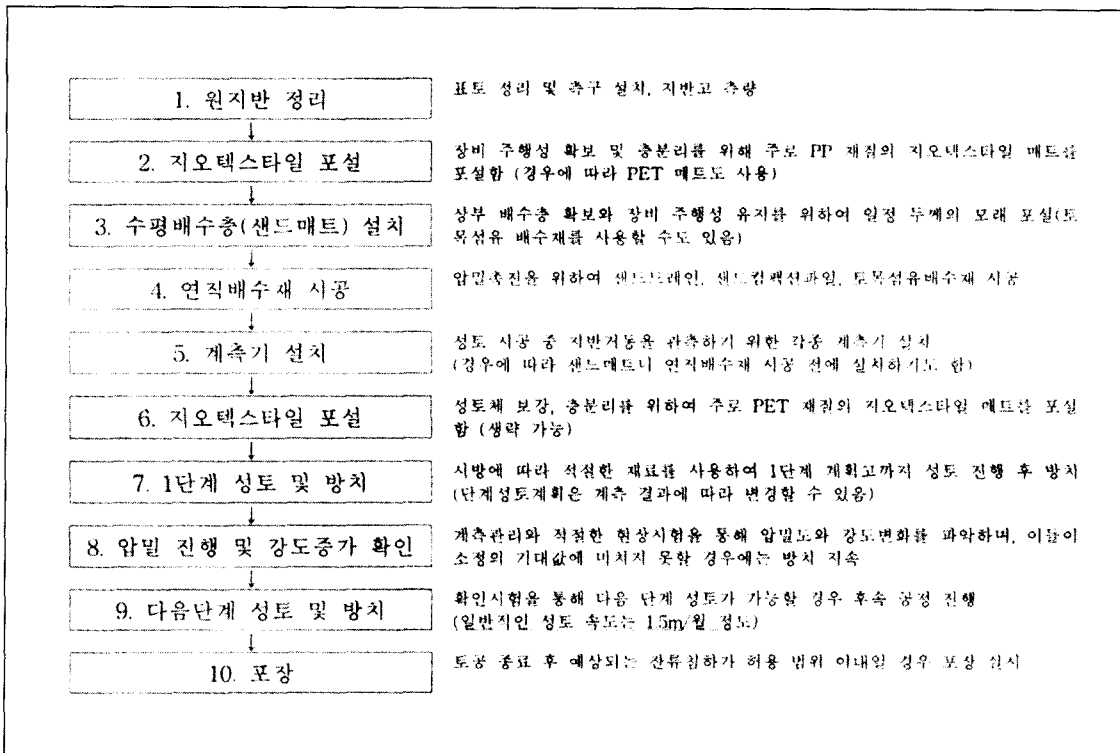 1. 원지반 정리
표토 정리 및 측구 설치, 지반고 측량
2. 지오텍스타일 포설
장비 주행성 확보 및 층분리를 위해 주로 PP 재질의 지오텍스타일 매트를
포설함 (경우에 따라 PET 매트도 사용)
3. 수평배수층(샌드매트) 설치
상부 배수층 확보와 장비 주행성 유지를 위하여 일정 두께의 모래 포설(토
목섬유 배수재를 사용할 수도 있음)
4. 연직배수재 시공
압밀촉진을 위하여 샌드드레인, 샌드컴팩션파일, 토목섬유배수재 시공
5. 계측기 설치
성토 시공 중 지반거동을 관측하기 위한 각종 계측기 설치
(경우에 따라 샌드매트나 연직배수재 시공 전에 설치하기도 함)
6. 지오텍스타일 포설
성토체 보강, 층분리를 위하여 주로 PET 재질의 지오텍스타일 매트를 포설
함 (생략 가능)
7. 1단계 성토 및 방치
시방에 따라 적절한 재료를 사용하여 1단계 계획고까지 성토 진행 후 방치
(단계성토계획은 계측 결과에 따라 변경할 수 있음)
8. 압밀 진행 및 강도증가 확인
계측관리와 적절한 현장시험을 통해 압밀도와 강도변화를 파악하며, 이들이
소정의 기대값에 미치지 못할 경우에는 방치 지속
9. 다음단계 성토 및 방치
확인시험을 통해 다음 단계 성토가 가능할 경우 후속 공정 진행
(일반적인 성토 속도는 1.5m/월 정도)
10. 포장
토공 종료 후 예상되는 잔류침하가 허용 범위 이내일 경우 포장 실시